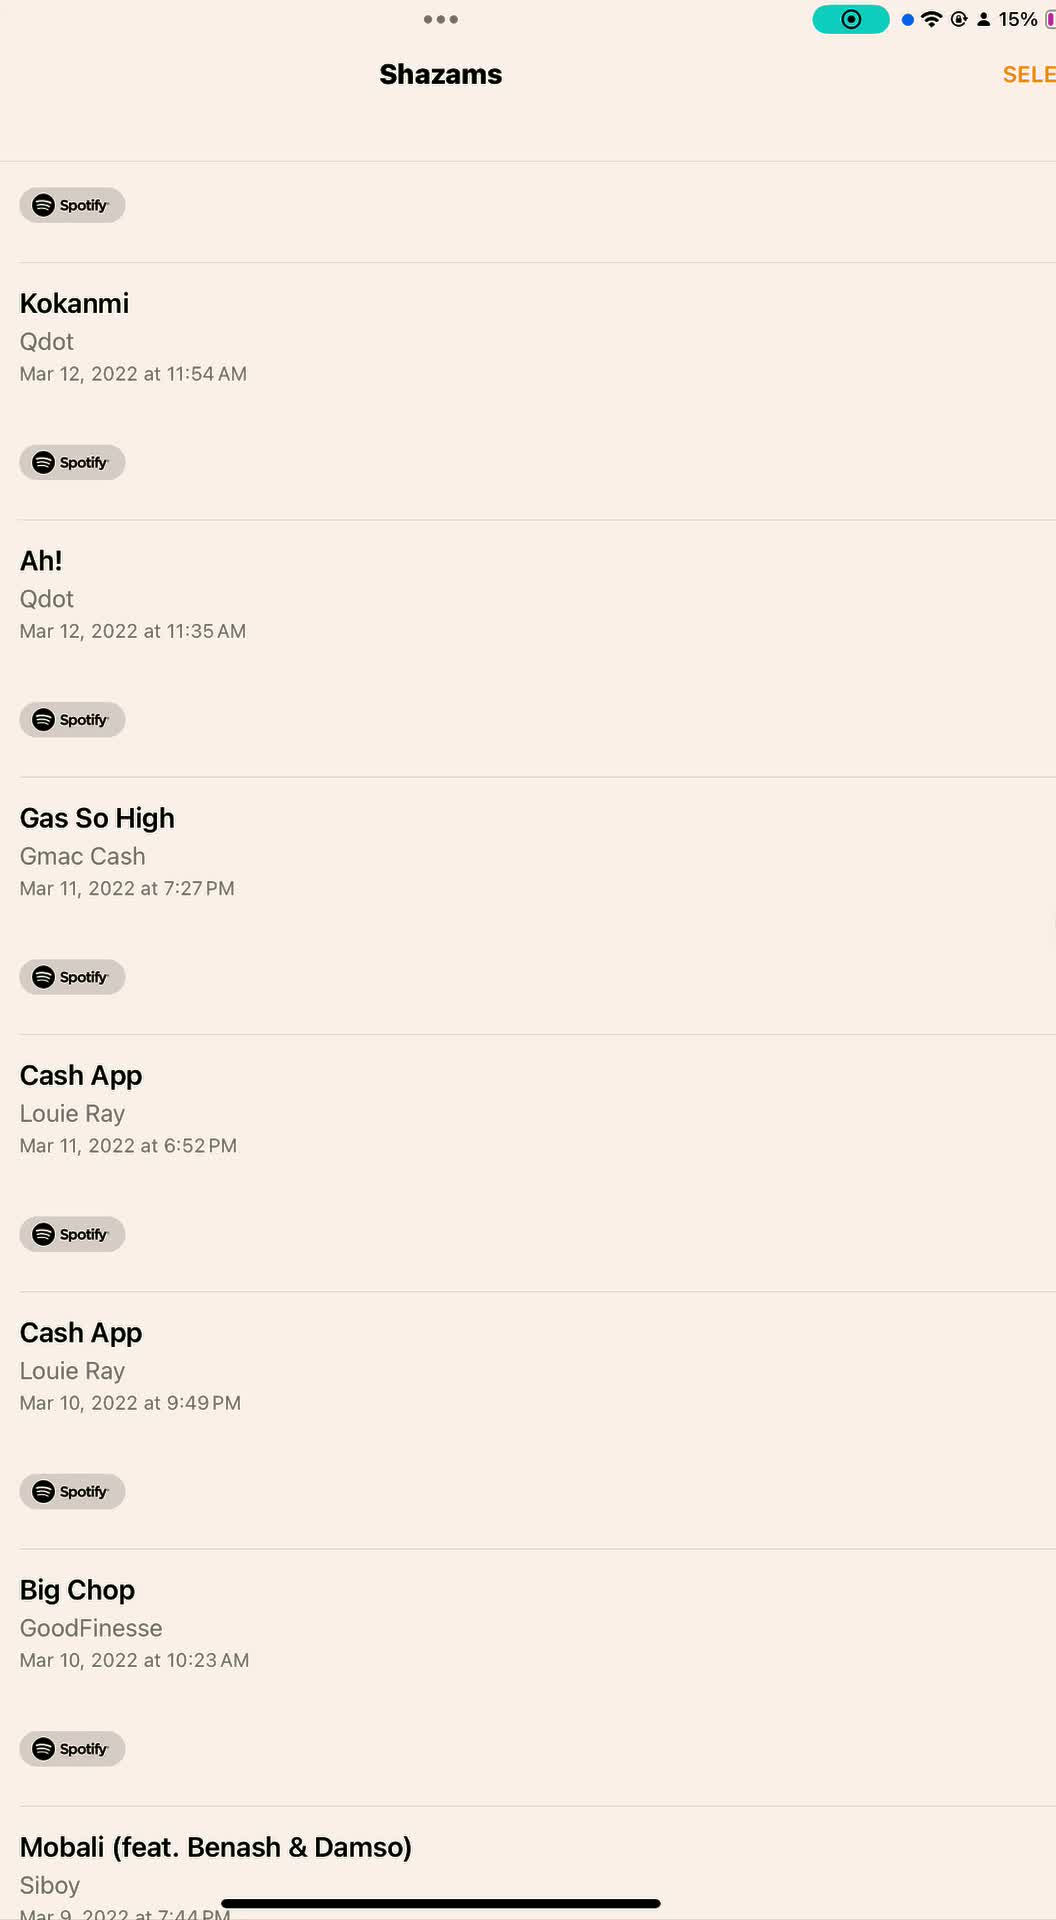 15%
Shazams
SELE
Spotify
Kokanmi
Qdot
Mar 12, 2022 at 11:54 AM
Spotify
Ah!
Qdot
Mar 12, 2022 at 11:35 AM
Spotify
Gas So High
Gmac Cash
Mar 11, 2022 at 7:27 PM
Spotify
Cash App
Louie Ray
Mar 11, 2022 at 6:52 PM
Spotify
Cash App
Louie Ray
Mar 10, 2022 at 9:49 PM
Spotify
Big Chop
GoodFinesse
Mar 10, 2022 at 10:23 AM
Spotify
Mobali (feat. Benash & Damso)
Siboy
Mar 9, 2022 at 7:44 PM